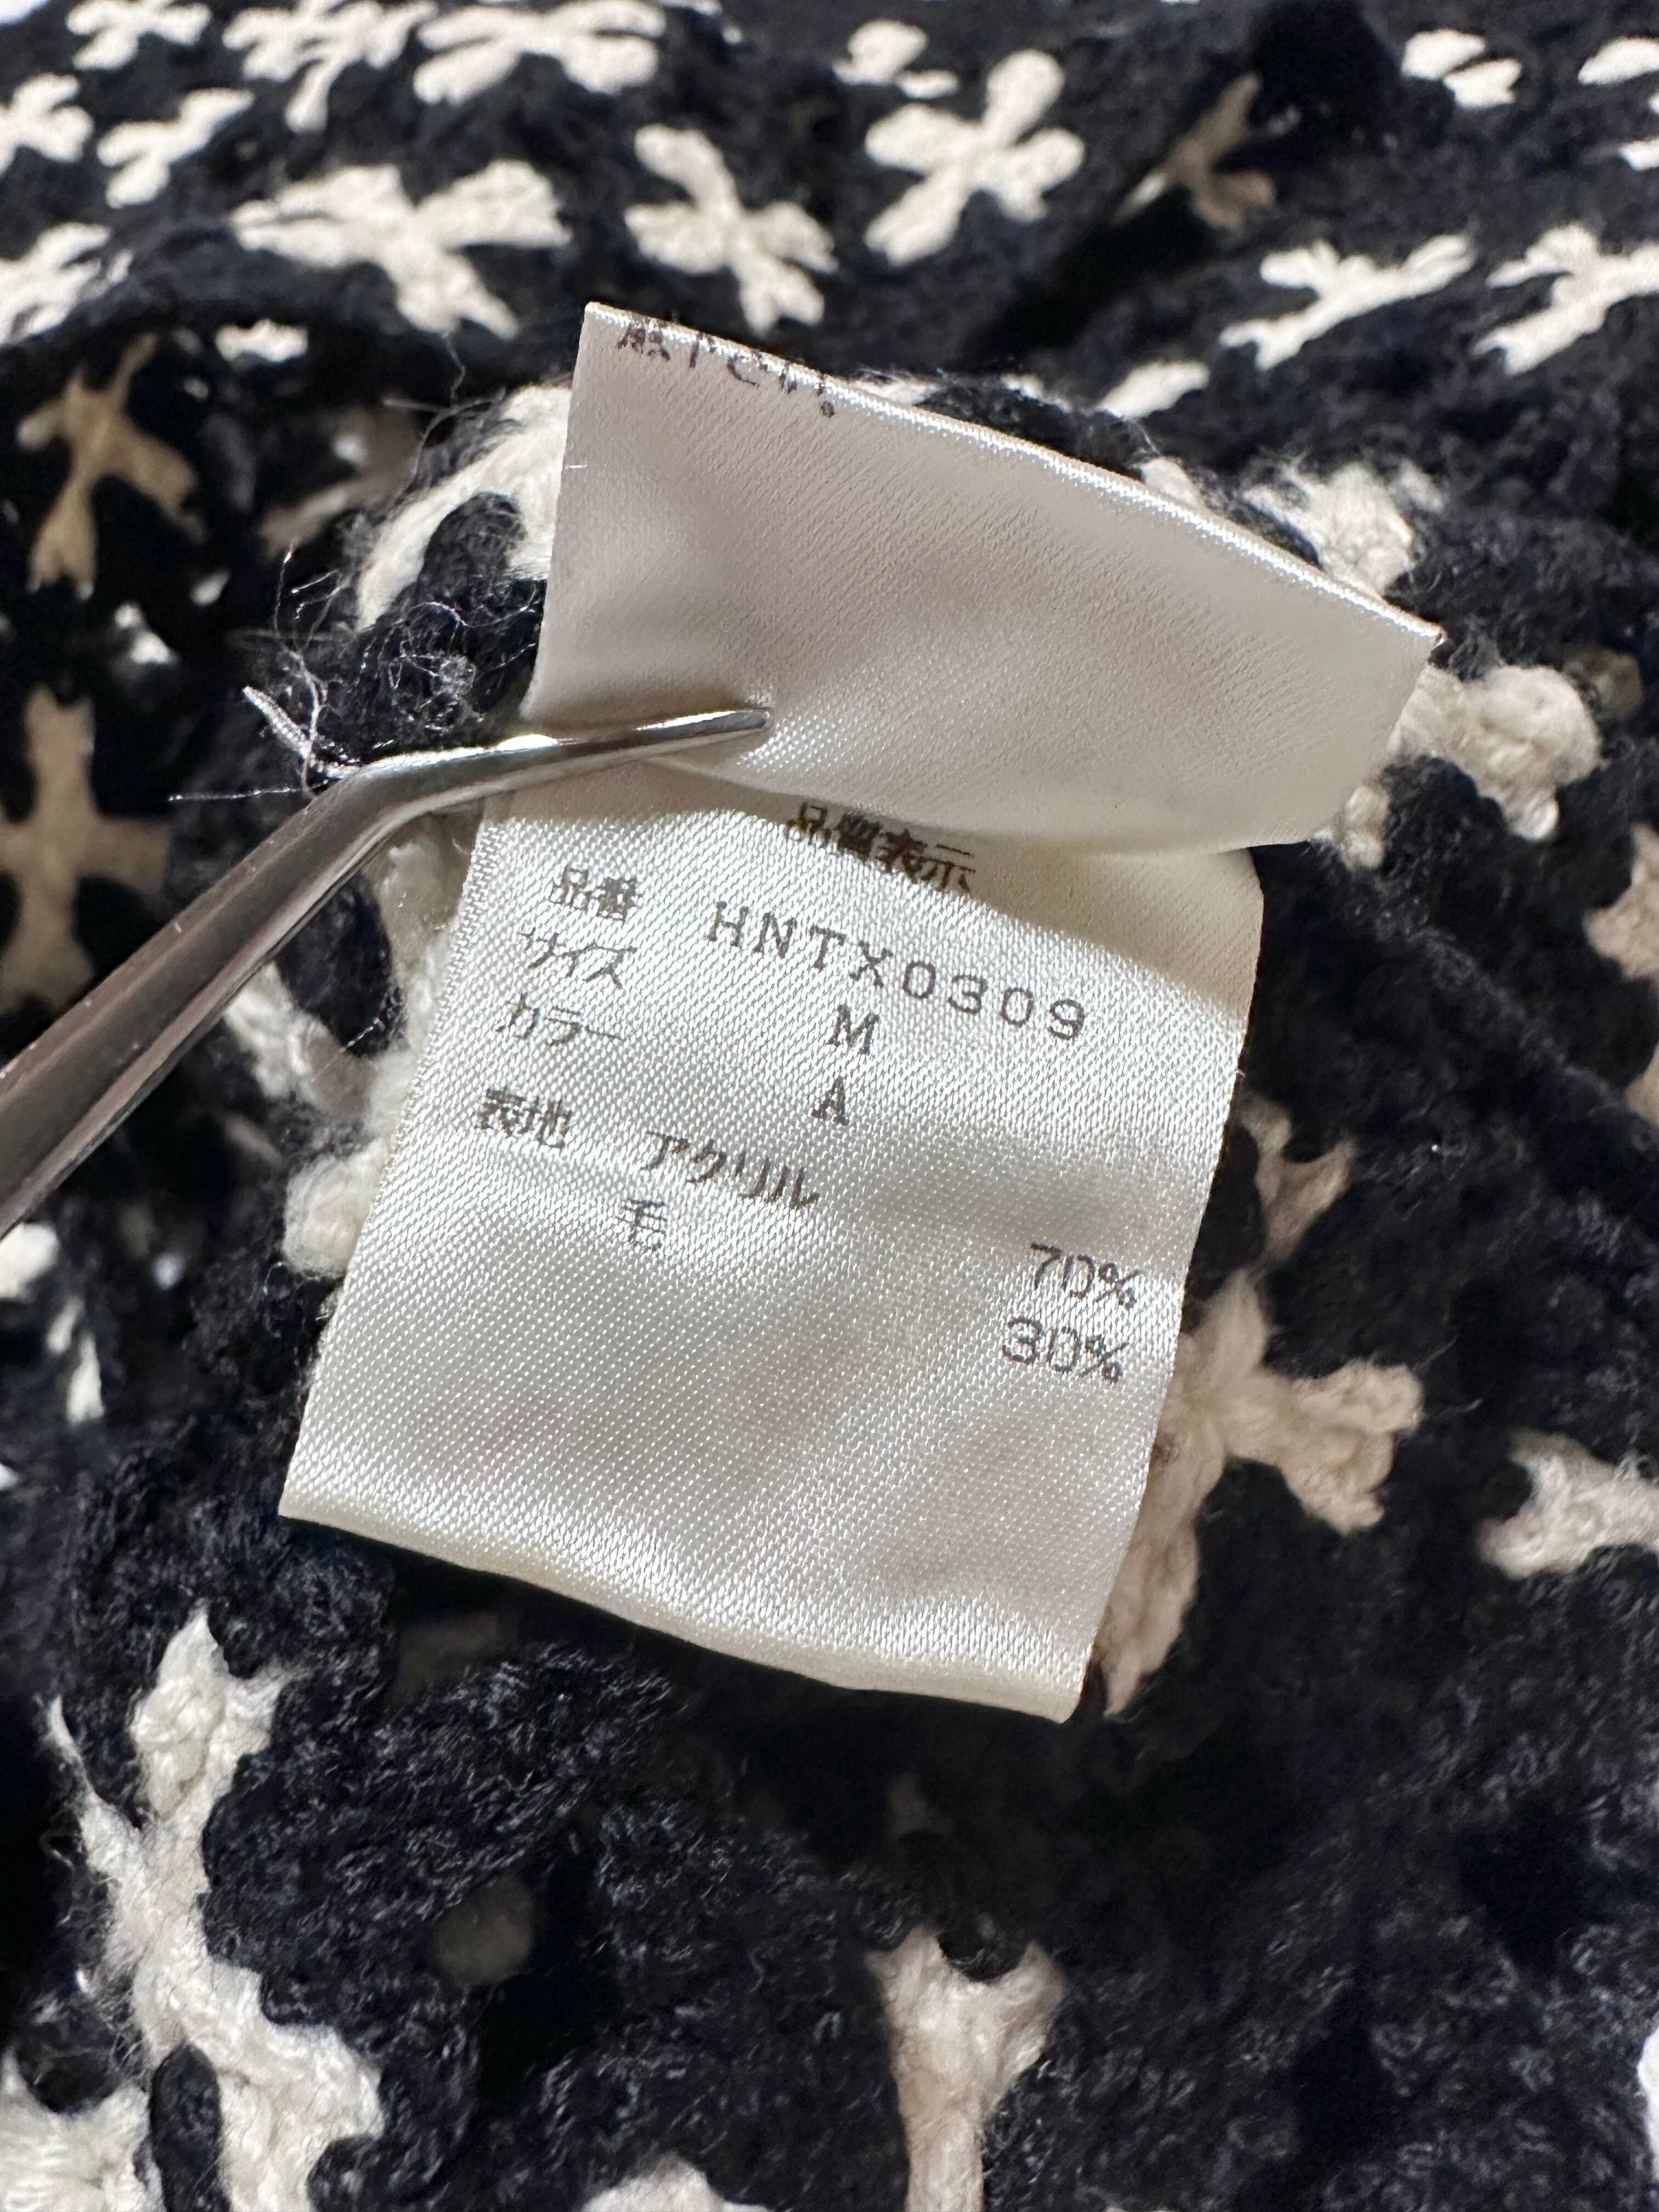 品質表示
品番 HNTX0309
サイズ M
カラー A
表地 アクリル 70%
毛 30%